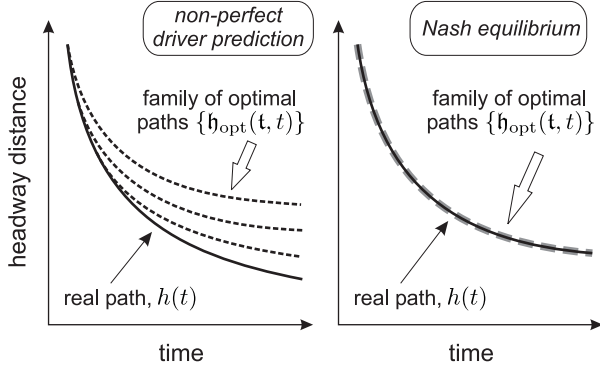 non-perfect
driver prediction
family of optimal
paths {𝔥opt(𝔱, t)}
headway distance
real path, h(t)
time
Nash equilibrium
family of optimal
paths {𝔥opt(𝔱, t)}
real path, h(t)
time